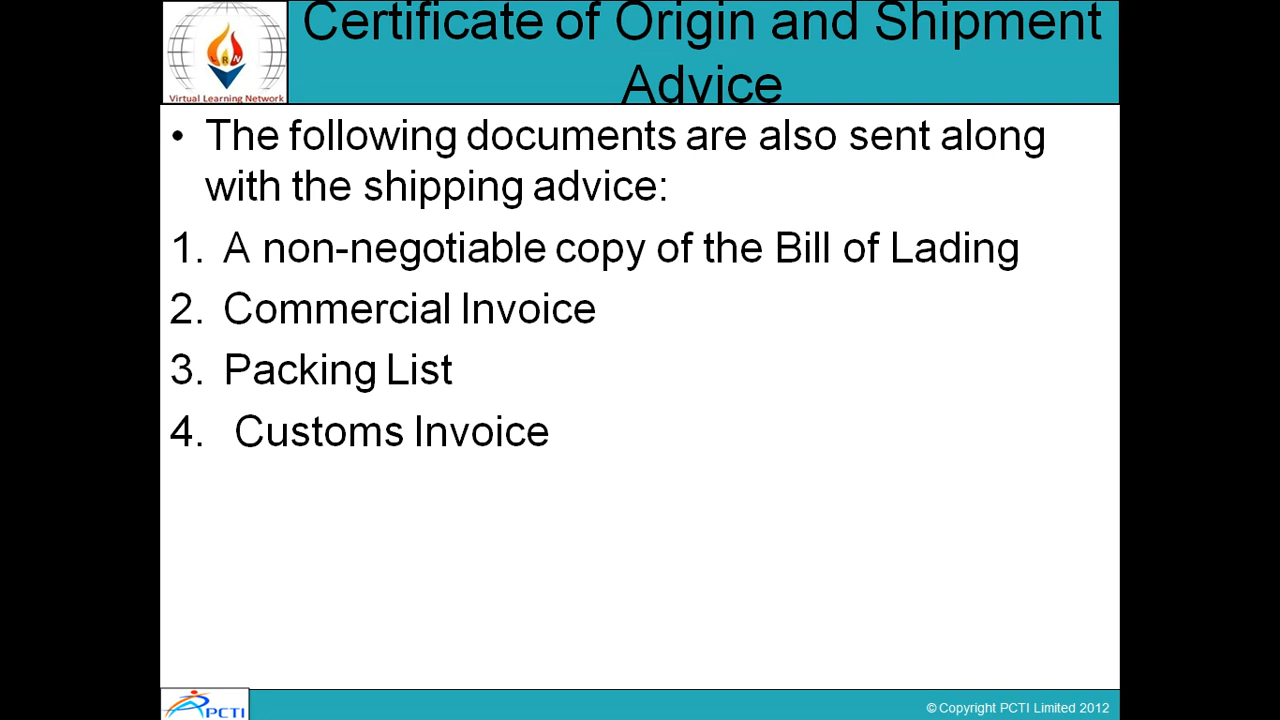 Certificate of Origin and Shipment
Advice
LRN
Virtual Learning Network
• The following documents are also sent along
with the shipping advice:
1. A non-negotiable copy of the Bill of Lading
2. Commercial Invoice
3. Packing List
4. Customs Invoice
PCTI
© Copyright PCTI Limited 2012